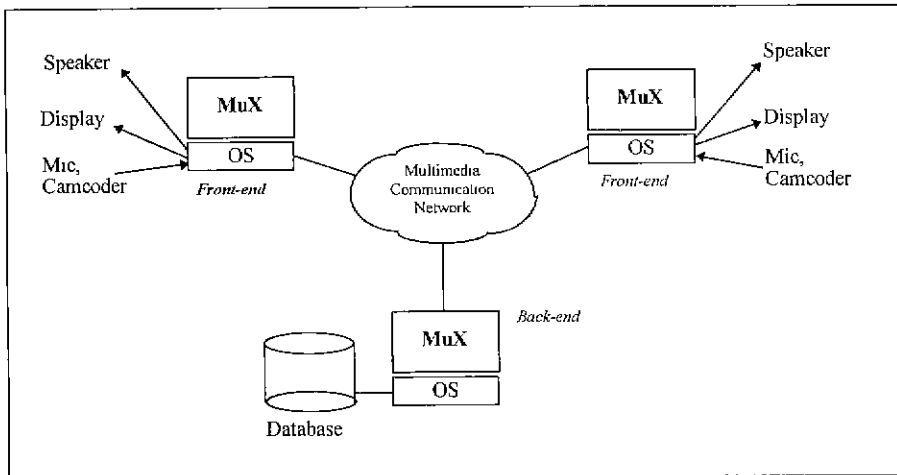 Speaker
Display
Mic,
Camcoder
MuX
OS
Front-end
Multimedia
Communication
Network
MuX
OS
Front-end
Speaker
Display
Mic,
Camcoder
MuX
OS
Back-end
Database